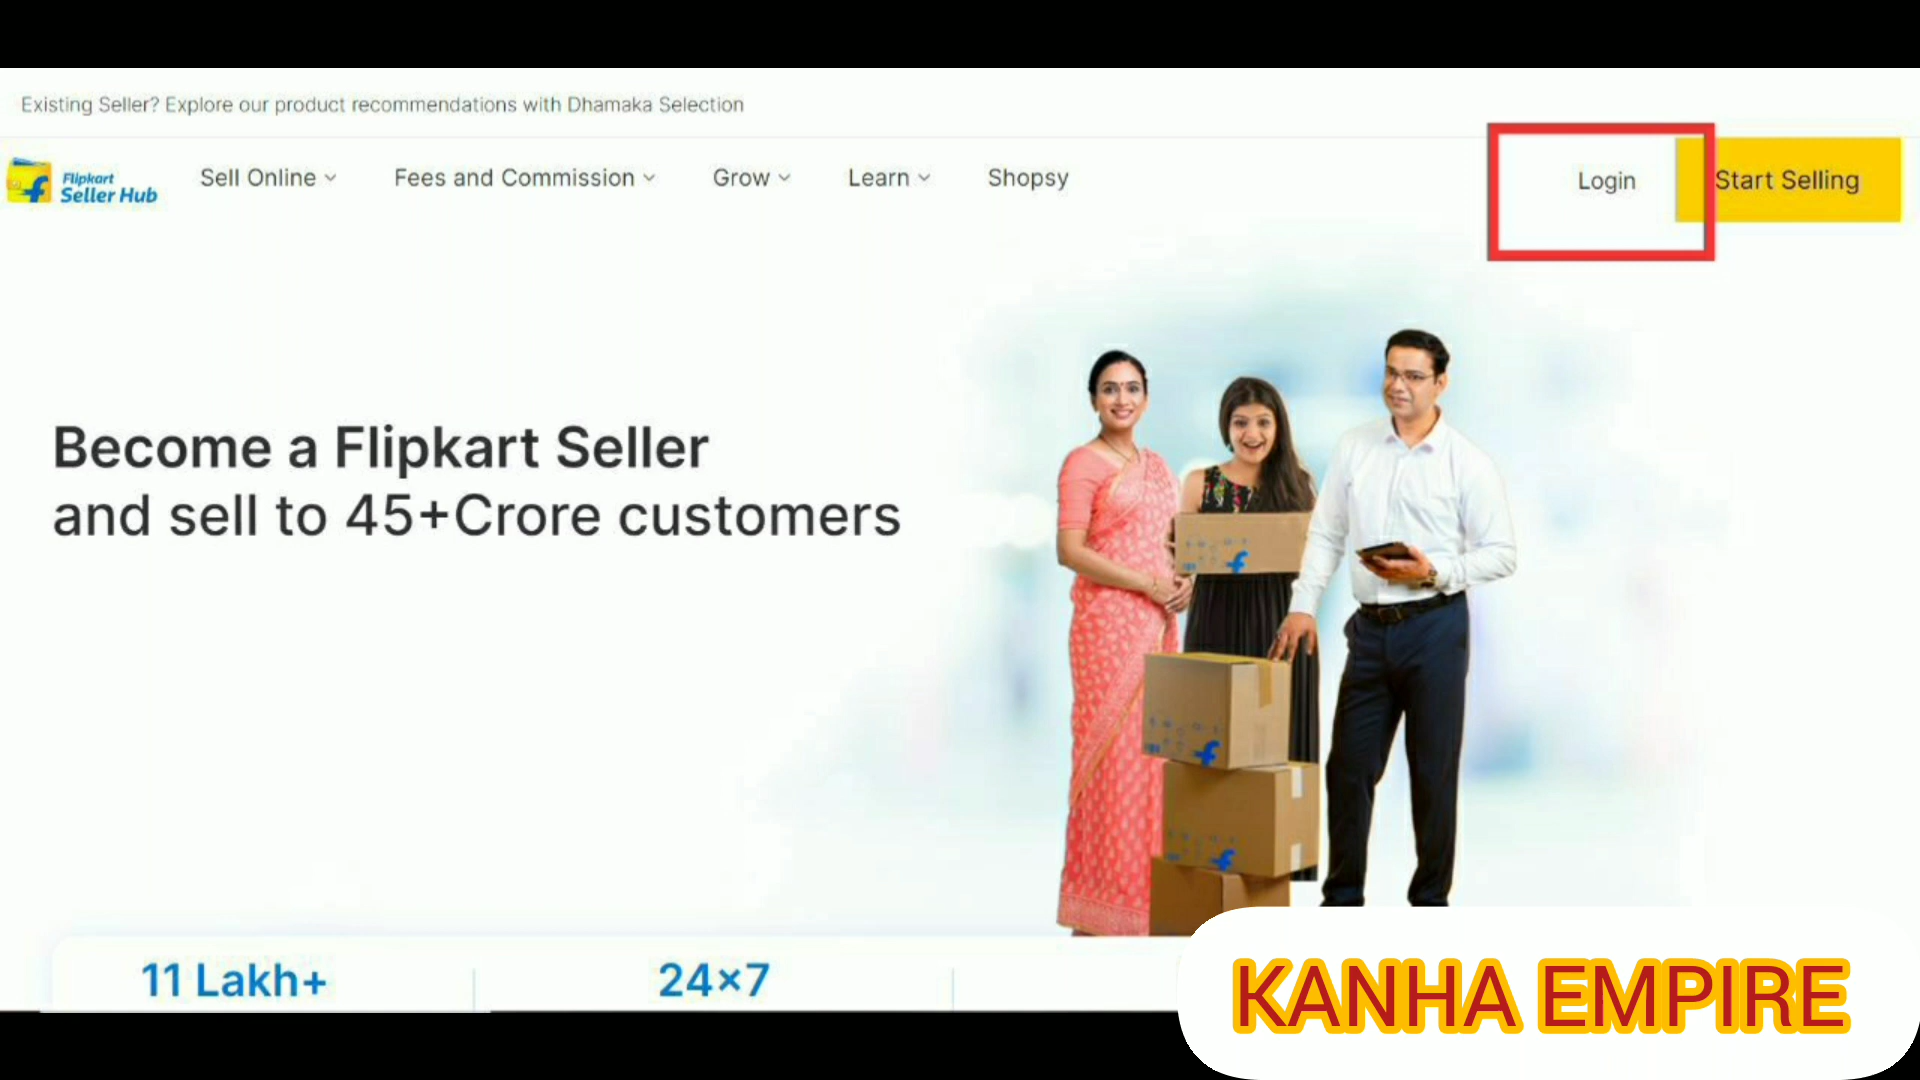 Existing Seller? Explore our product recommendations with Dhamaka Selection
Flipkart
Seller Hub
Sell Online
Fees and Commission
Grow
Learn
Shopsy
Login
Start Selling
Become a Flipkart Seller
and sell to 45+Crore customers
11 Lakh+
24×7
KANHA EMPIRE